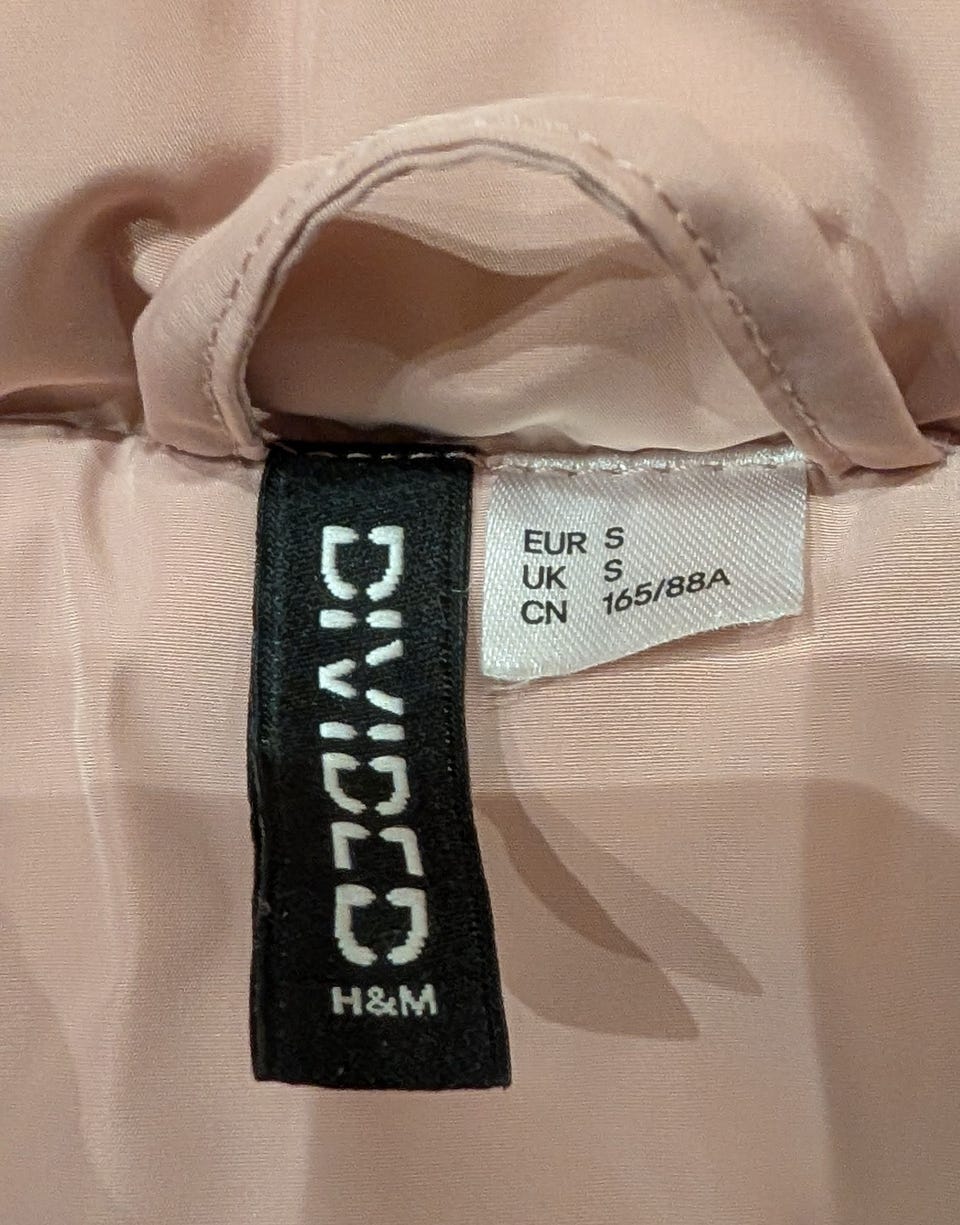 DIVIDED
H&M
EUR S
UK S
CN 165/88A